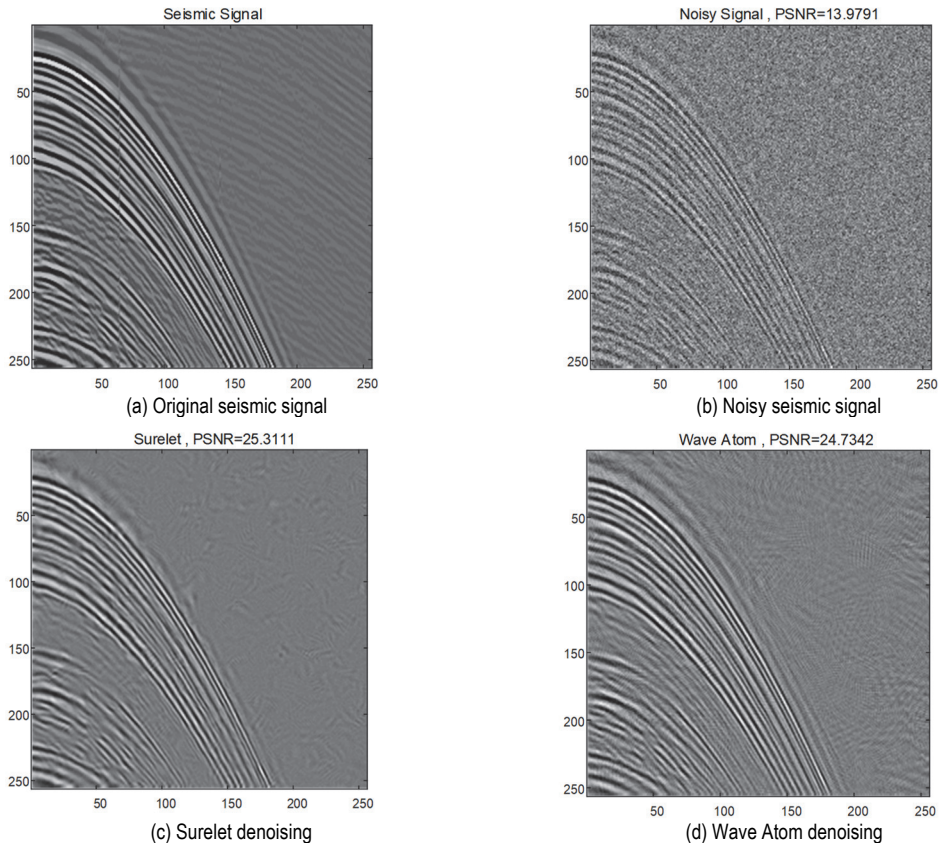 Seismic Signal
50
100
150
200
250
50 100 150 200 250
(a) Original seismic signal
Noisy Signal , PSNR=13.9791
50
100
150
200
250
50 100 150 200 250
(b) Noisy seismic signal
Surelet , PSNR=25.3111
50
100
150
200
250
50 100 150 200 250
(c) Surelet denoising
Wave Atom , PSNR=24.7342
50
100
150
200
250
50 100 150 200 250
(d) Wave Atom denoising